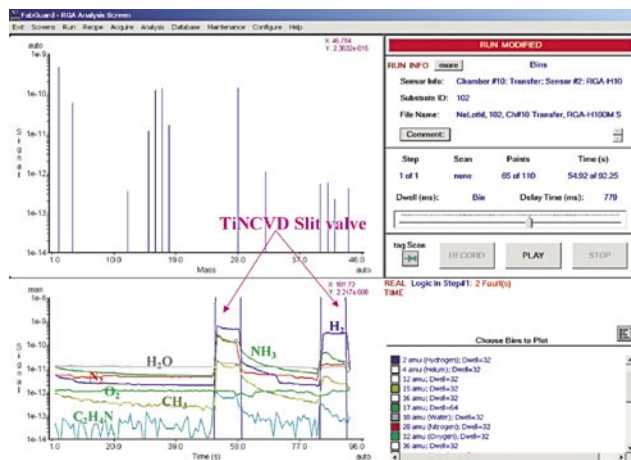 FabGuard - RGA Analysis Screen
Exit Screens Run Recipe Acquire Analysis Database Maintenance Configure Help
auto
X: 46.784
Y: 2.3632e-015
1e-9
1e-10
1e-11
1e-12
1e-13
1e-14
Signal
1.0 10.0 19.0 28.0 37.0 46.0
Mass
auto
TiNCVD Slit valve
man
X: 101.72
Y: 2.217e-008
1e-8
1e-9
1e-10
1e-11
1e-12
1e-13
1e-14
Signal
H2O
N2
O2
C2H4N
CH3
NH3
H2
1.0 20.0 39.0 58.0 77.0 96.0
Time (s)
auto
RUN MODIFIED
RUN INFO more Bins
Sensor Info: Chamber #10: Transfer; Sensor #2: RGA-H10
Substrate ID: 102
File Name: NoLotId, 102, Ch#10 Transfer, RGA-H100M S
Comment:
Step Scan Points Time (s)
1 of 1 none 65 of 110 54.92 of 92.25
Dwell (ms): Bin Delay Time (ms): 779
tag Scan
RECORD PLAY STOP
REAL TIME Logic in Step#1: 2 Fault(s)
Choose Bins to Plot
2 amu (Hydrogen); Dwell=32
4 amu (Helium); Dwell=32
12 amu; Dwell=32
15 amu; Dwell=32
16 amu; Dwell=32
17 amu; Dwell=64
18 amu (Water); Dwell=32
28 amu (Nitrogen); Dwell=32
32 amu (Oxygen); Dwell=32
36 amu; Dwell=32